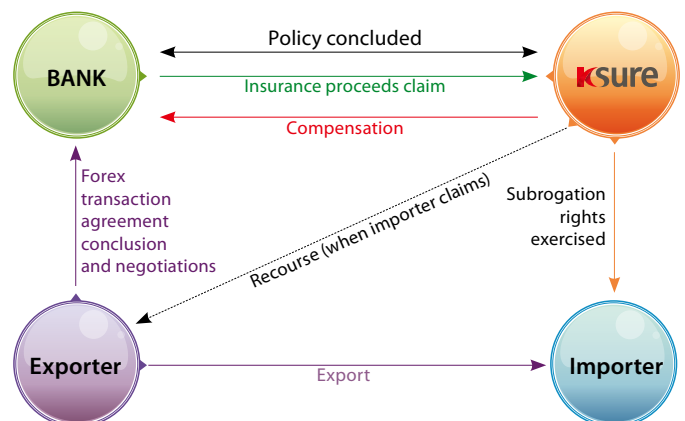 Policy concluded
BANK
ksure
Insurance proceeds claim
Compensation
Forex
transaction
agreement
conclusion
and negotiations
Recourse (when importer claims)
Subrogation
rights
exercised
Exporter
Importer
Export